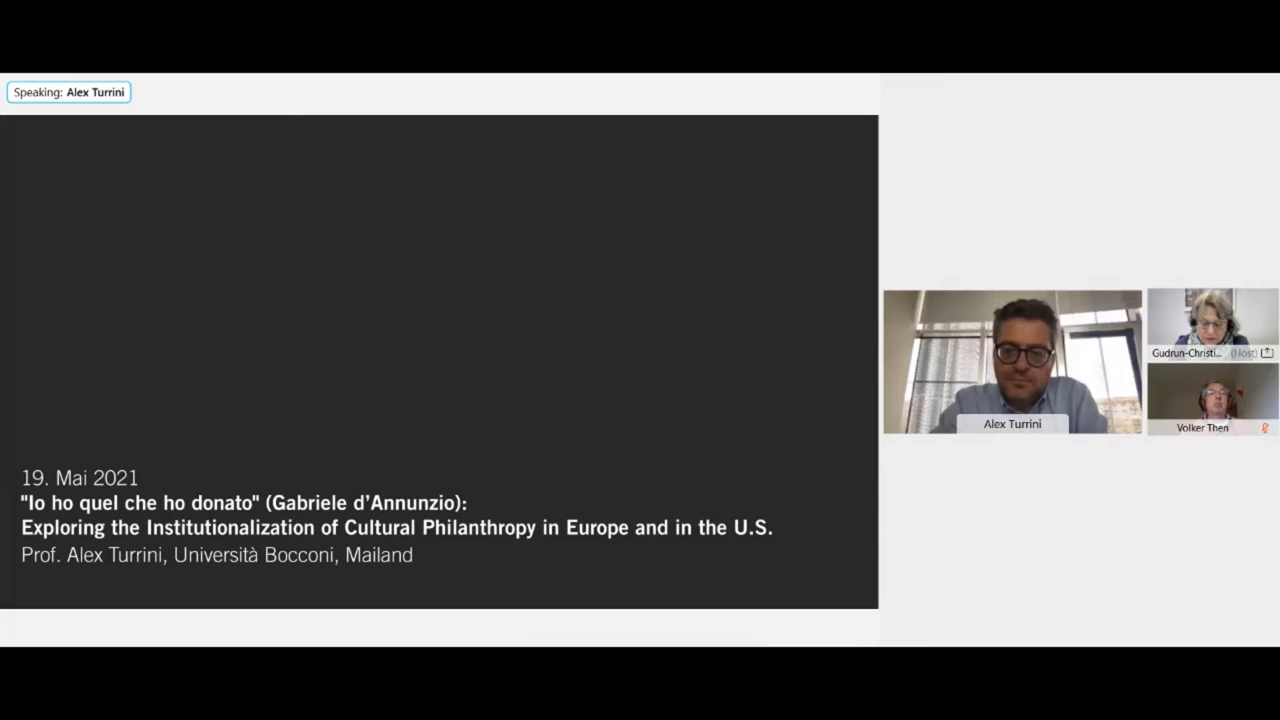 Speaking: Alex Turrini
19. Mai 2021
"Io ho quel che ho donato" (Gabriele d'Annunzio):
Exploring the Institutionalization of Cultural Philanthropy in Europe and in the U.S.
Prof. Alex Turrini, Università Bocconi, Mailand
Alex Turrini
Gudrun-Christi... (Host)
Volker Then